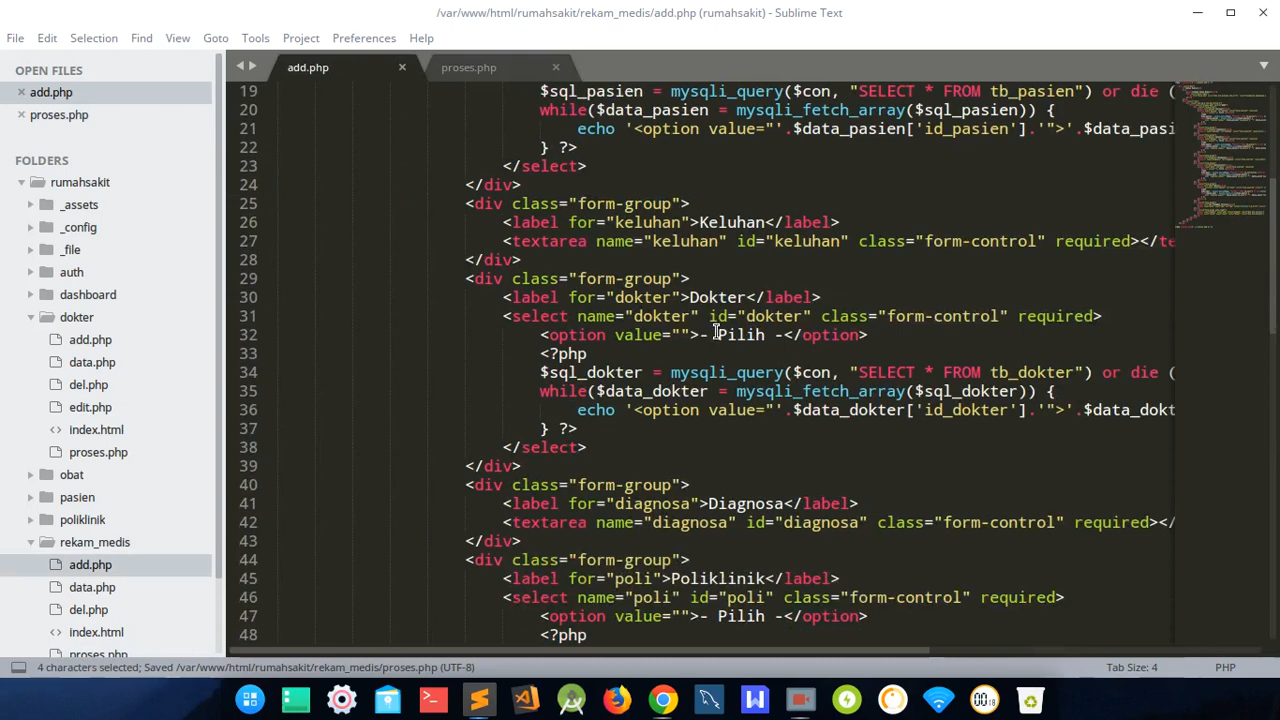 /var/www/html/rumahsakit/rekam_medis/add.php (rumahsakit) - Sublime Text
File Edit Selection Find View Goto Tools Project Preferences Help
OPEN FILES
add.php
proses.php
FOLDERS
rumahsakit
_assets
_config
_file
auth
dashboard
dokter
add.php
data.php
del.php
edit.php
index.html
proses.php
obat
pasien
poliklinik
rekam_medis
add.php
data.php
del.php
index.html
proses.php
add.php
proses.php
19 $sql_pasien = mysqli_query($con, "SELECT * FROM tb_pasien") or die (
20 while($data_pasien = mysqli_fetch_array($sql_pasien)) {
21 echo '<option value="'.$data_pasien['id_pasien'].'">'.$data_pasi
22 } ?>
23 </select>
24 </div>
25 <div class="form-group">
26 <label for="keluhan">Keluhan</label>
27 <textarea name="keluhan" id="keluhan" class="form-control" required></te
28 </div>
29 <div class="form-group">
30 <label for="dokter">Dokter</label>
31 <select name="dokter" id="dokter" class="form-control" required>
32 <option value="">- Pilih -</option>
33 <?php
34 $sql_dokter = mysqli_query($con, "SELECT * FROM tb_dokter") or die (
35 while($data_dokter = mysqli_fetch_array($sql_dokter)) {
36 echo '<option value="'.$data_dokter['id_dokter'].'">'.$data_dokt
37 } ?>
38 </select>
39 </div>
40 <div class="form-group">
41 <label for="diagnosa">Diagnosa</label>
42 <textarea name="diagnosa" id="diagnosa" class="form-control" required></
43 </div>
44 <div class="form-group">
45 <label for="poli">Poliklinik</label>
46 <select name="poli" id="poli" class="form-control" required>
47 <option value="">- Pilih -</option>
48 <?php
4 characters selected; Saved /var/www/html/rumahsakit/rekam_medis/proses.php (UTF-8)
Tab Size: 4
PHP
00
18